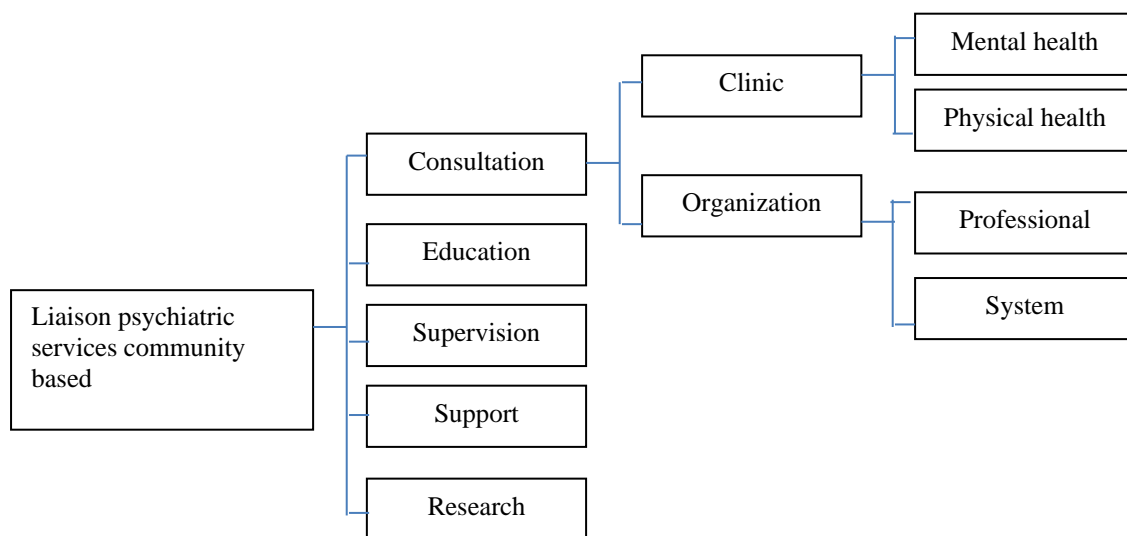 Liaison psychiatric
services community
based
Consultation
Education
Supervision
Support
Research
Clinic
Organization
Mental health
Physical health
Professional
System